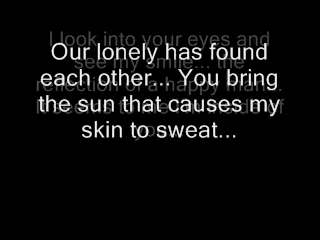 I look into your eyes and
see my smile... the
reflection of a happy man...
Our lonely has found
each other... You bring
the sun that causes my
skin to sweat...